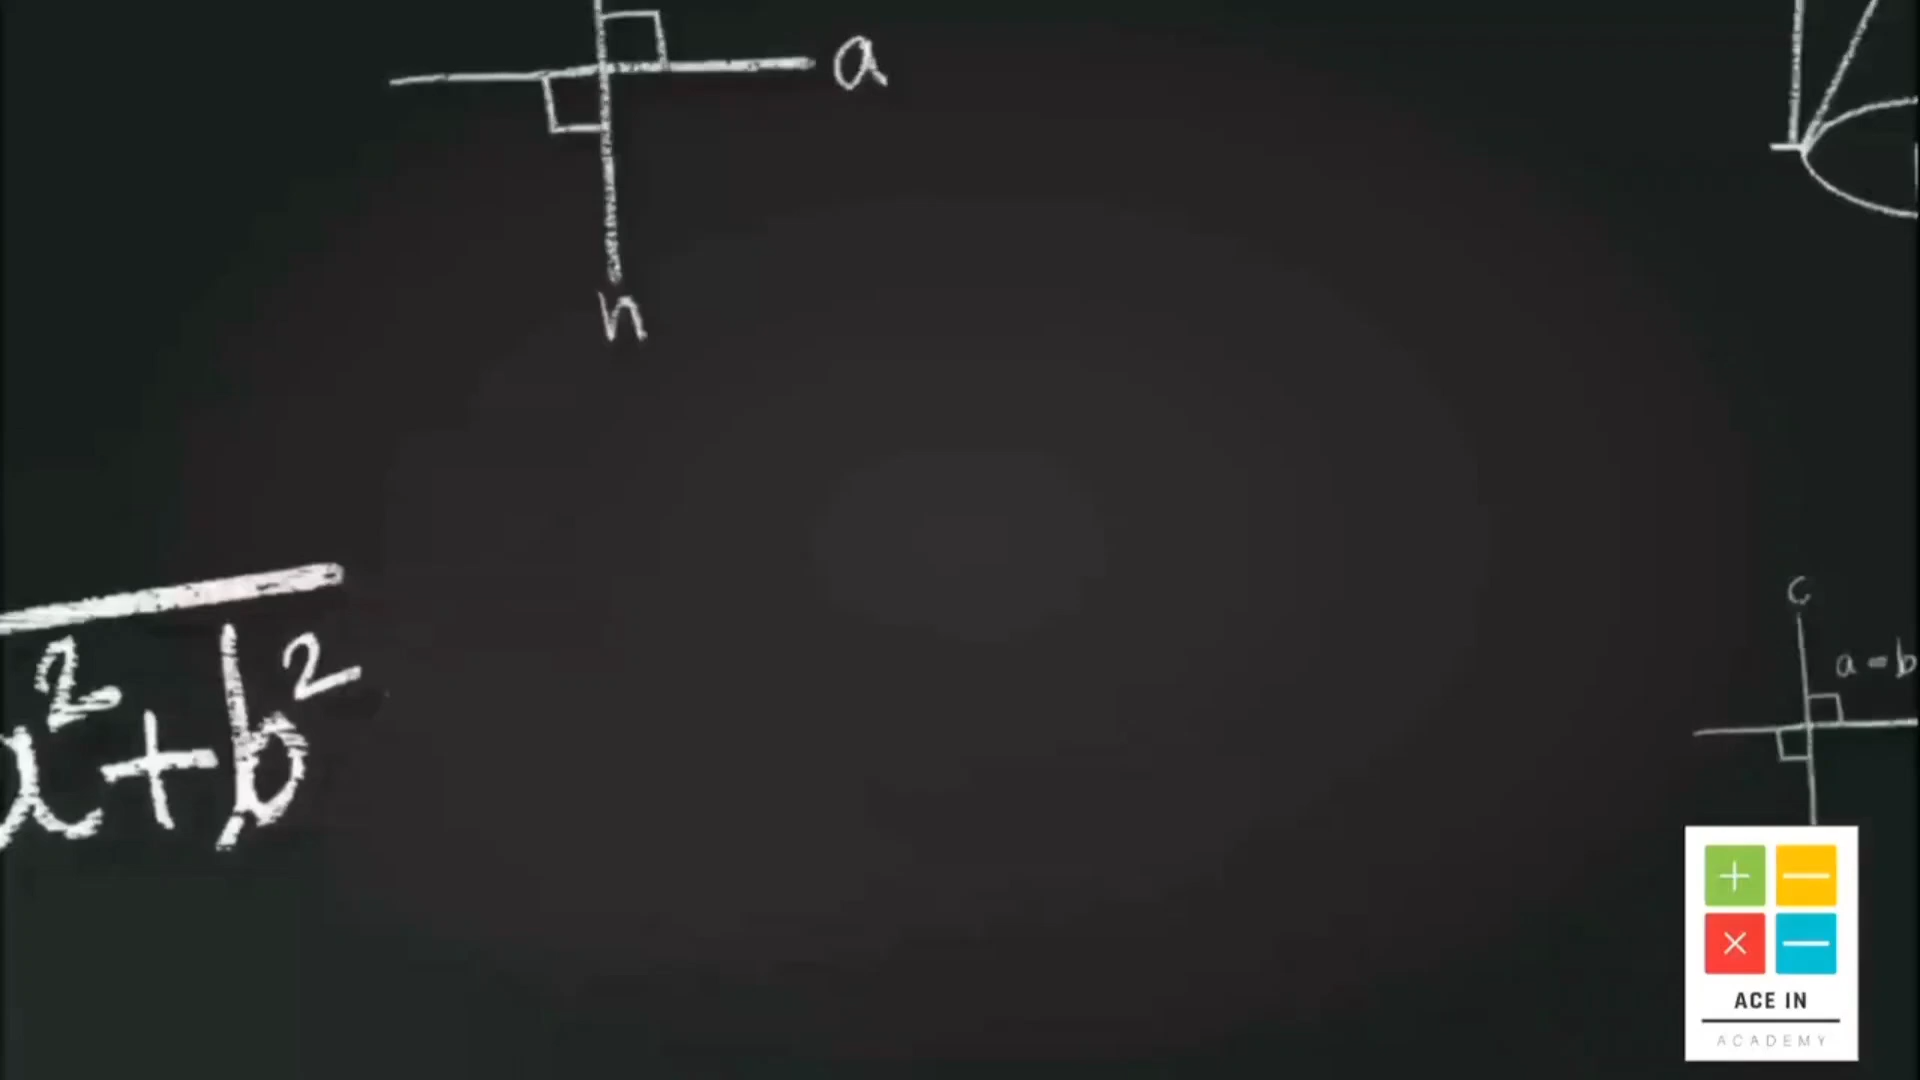 a
n
c
a = b
a² + b²
+ —
× —
ACE IN
ACADEMY